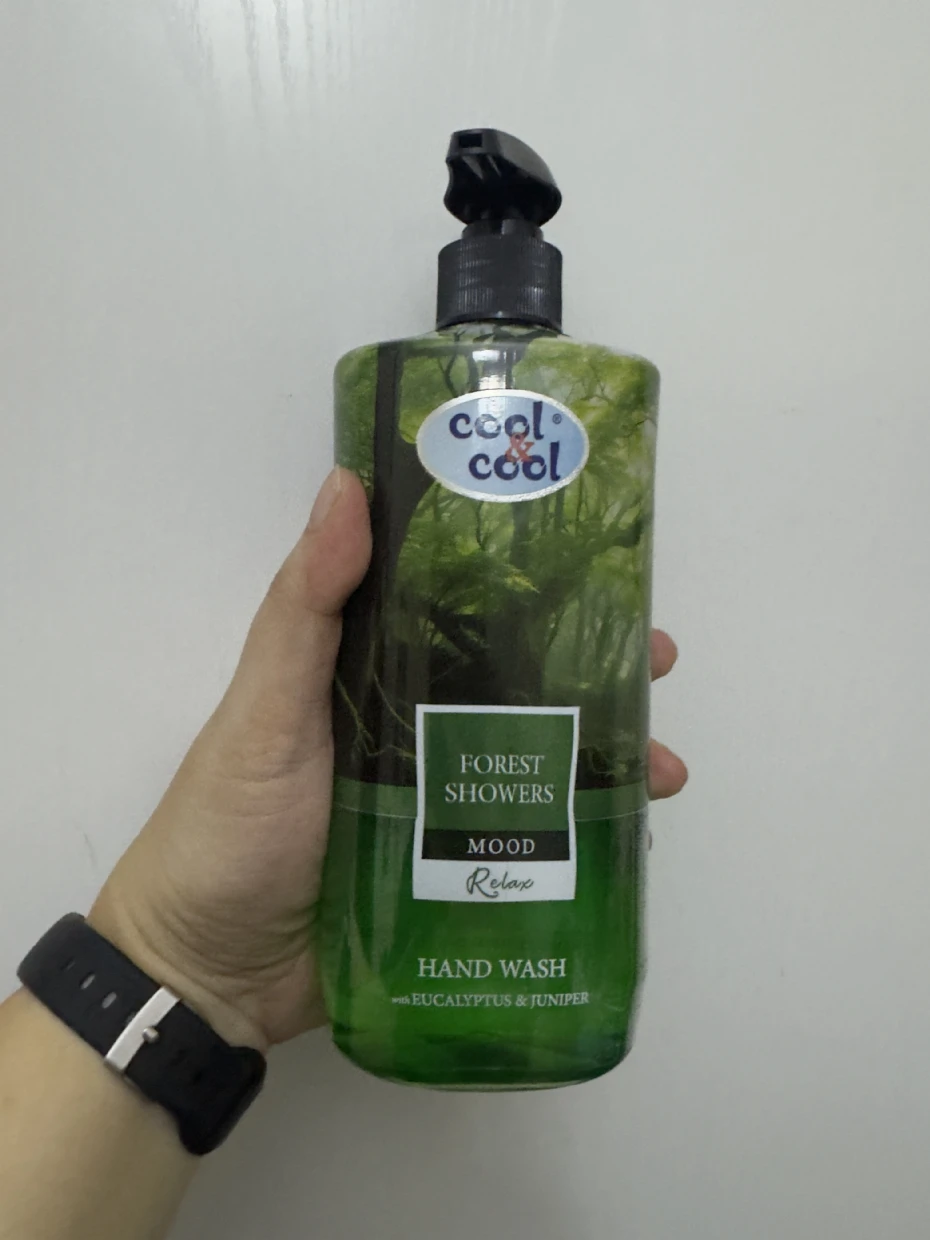 cool®
&
cool
FOREST
SHOWERS
MOOD
Relax
HAND WASH
with EUCALYPTUS & JUNIPER